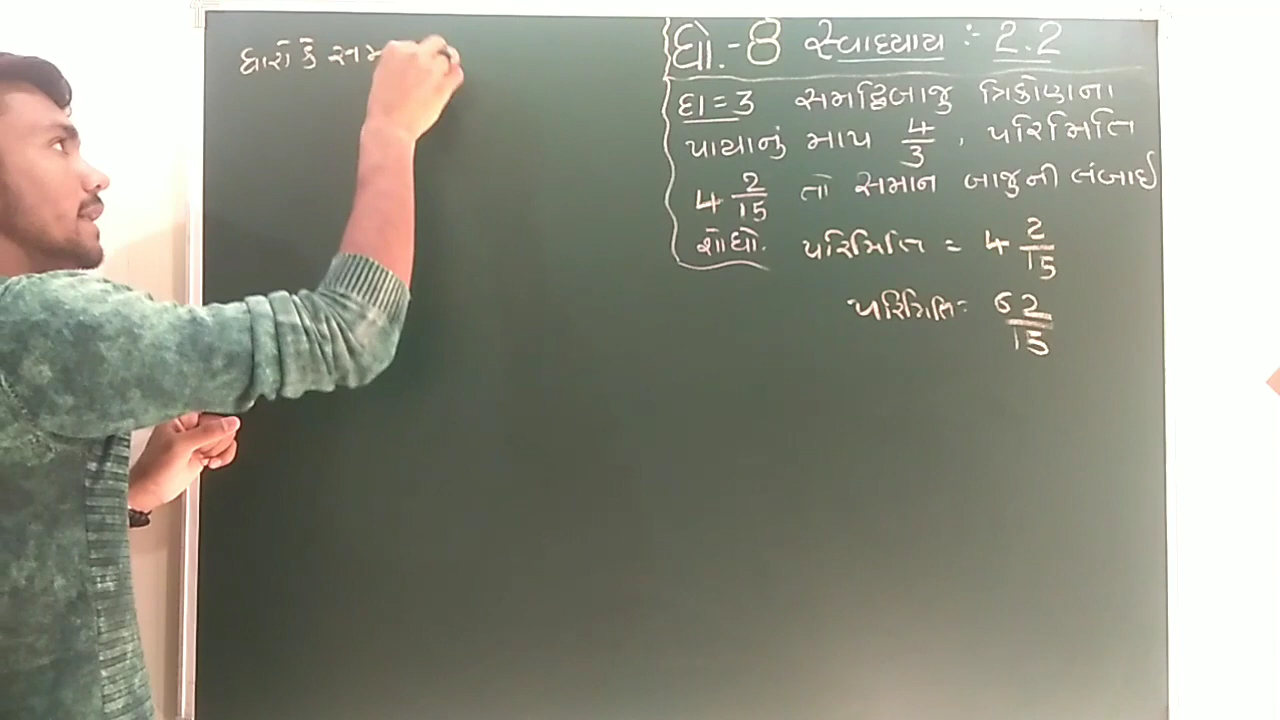 ધારો કે સમ
ધો.-8 સ્વાધ્યાય :- 2.2
દા=3 સમદ્વિબાજુ ત્રિકોણના
પાયાનું માપ 4/3 , પરિમિતિ
4 2/15 તો સમાન બાજુની લંબાઈ
શોધો. પરિમિતિ = 4 2/15
પરિમિતિ = 62/15